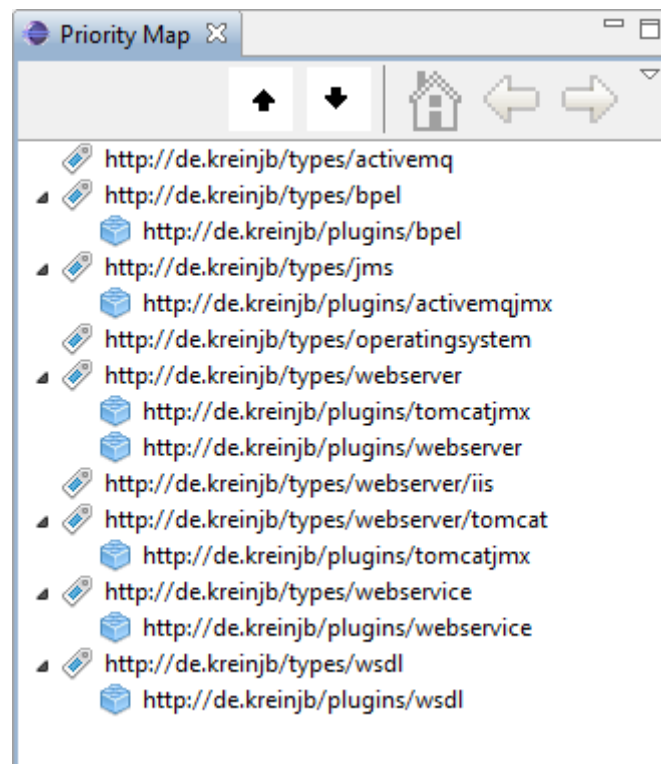 Priority Map
http://de.kreinjb/types/activemq
http://de.kreinjb/types/bpel
http://de.kreinjb/plugins/bpel
http://de.kreinjb/types/jms
http://de.kreinjb/plugins/activemqjmx
http://de.kreinjb/types/operatingsystem
http://de.kreinjb/types/webserver
http://de.kreinjb/plugins/tomcatjmx
http://de.kreinjb/plugins/webserver
http://de.kreinjb/types/webserver/iis
http://de.kreinjb/types/webserver/tomcat
http://de.kreinjb/plugins/tomcatjmx
http://de.kreinjb/types/webservice
http://de.kreinjb/plugins/webservice
http://de.kreinjb/types/wsdl
http://de.kreinjb/plugins/wsdl